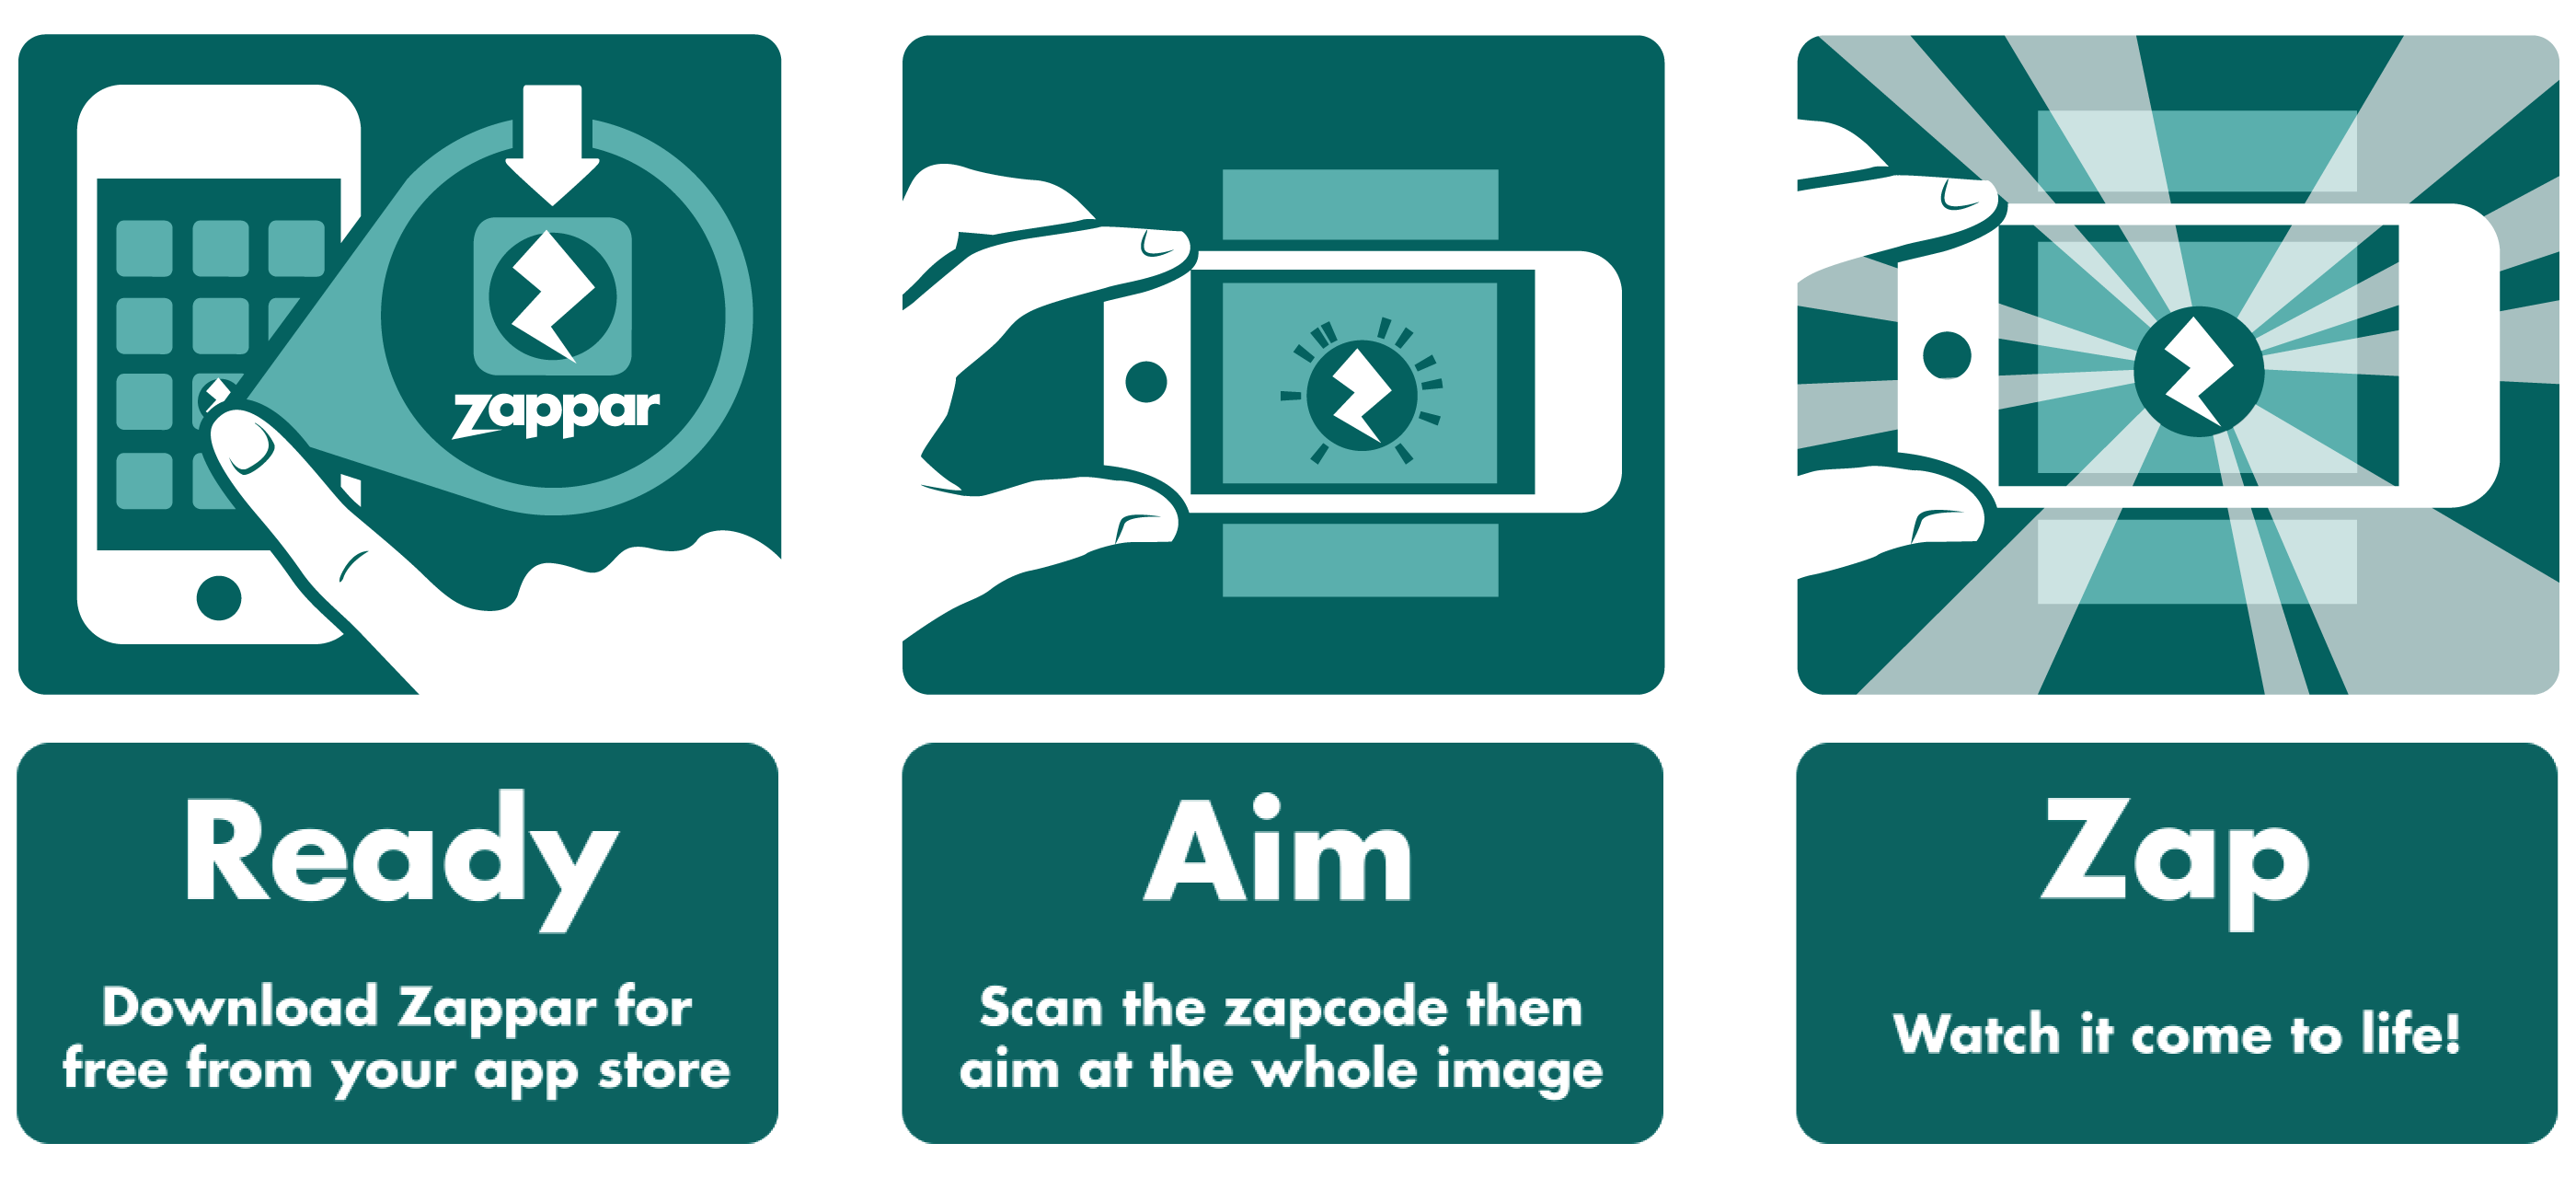 zappar
Ready
Download Zappar for
free from your app store
Aim
Scan the zapcode then
aim at the whole image
Zap
Watch it come to life!